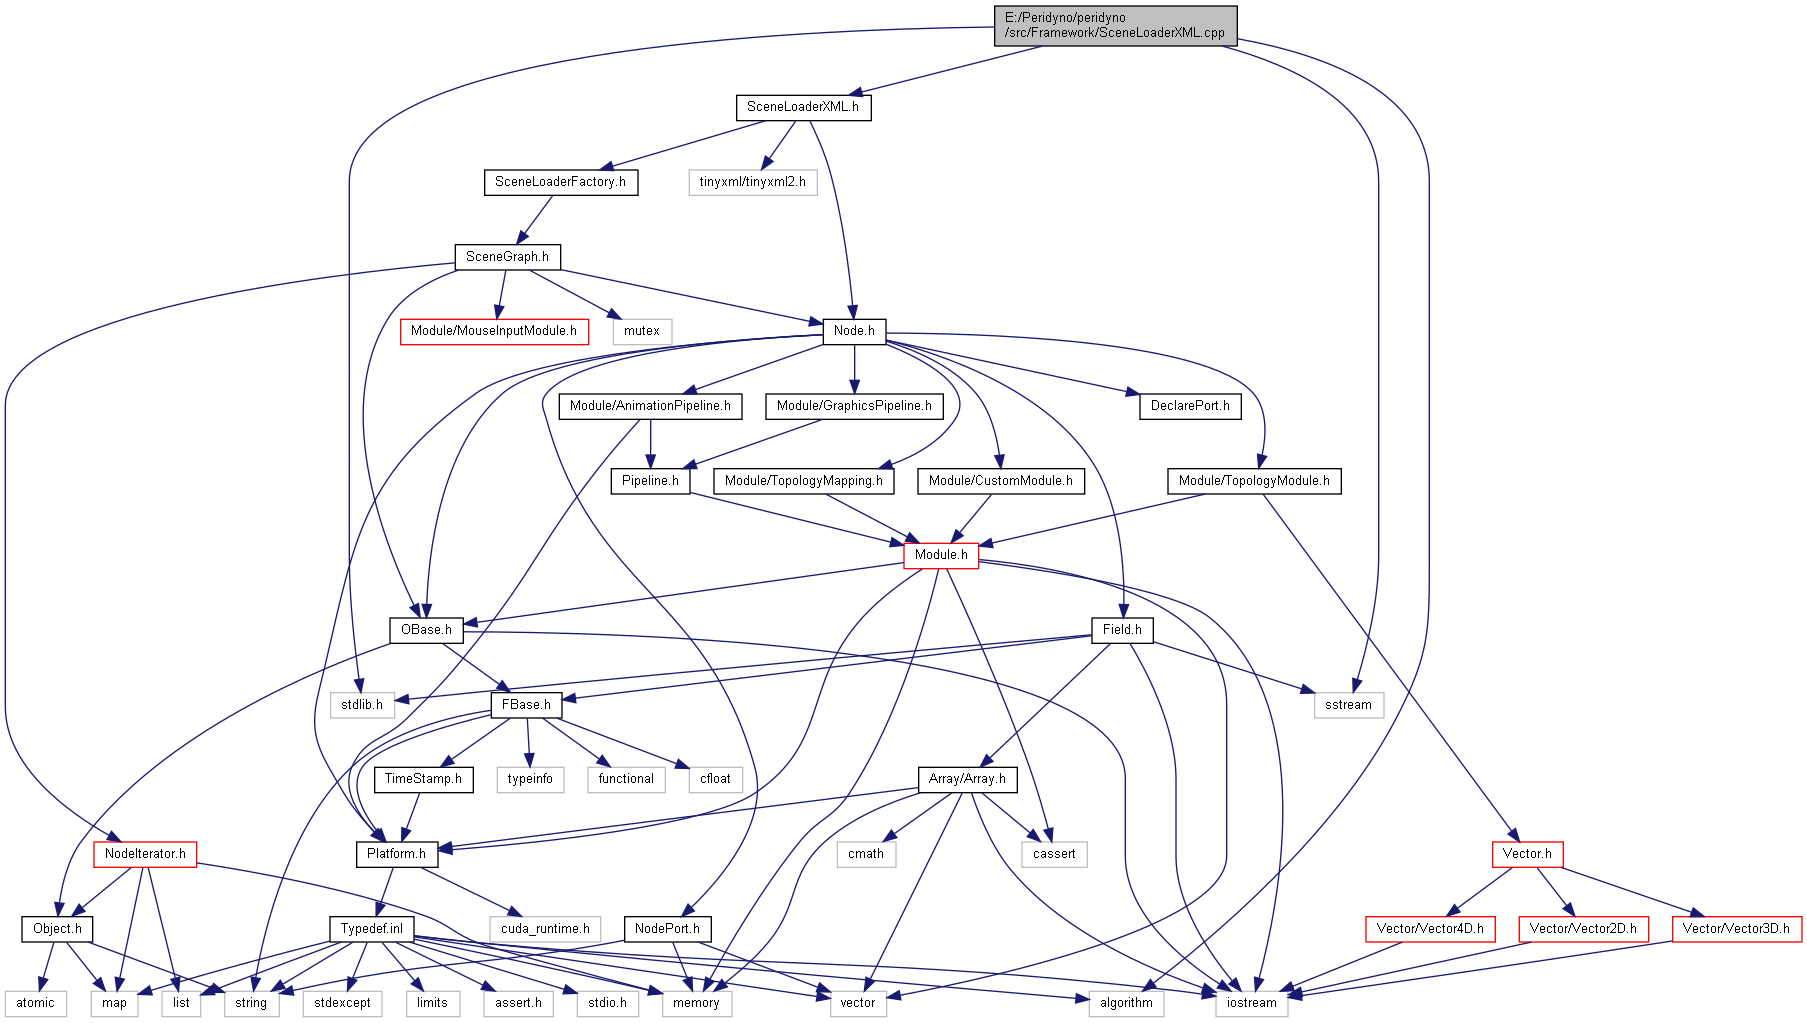 E:/Peridyno/peridyno
/src/Framework/SceneLoaderXML.cpp
SceneLoaderXML.h
SceneLoaderFactory.h
tinyxml/tinyxml2.h
SceneGraph.h
Module/MouseInputModule.h
mutex
Node.h
Module/AnimationPipeline.h
Module/GraphicsPipeline.h
DeclarePort.h
Pipeline.h
Module/TopologyMapping.h
Module/CustomModule.h
Module/TopologyModule.h
Module.h
OBase.h
Field.h
stdlib.h
FBase.h
sstream
TimeStamp.h
typeinfo
functional
cfloat
Array/Array.h
NodeIterator.h
Platform.h
cmath
cassert
Vector.h
Object.h
Typedef.inl
cuda_runtime.h
NodePort.h
Vector/Vector4D.h
Vector/Vector2D.h
Vector/Vector3D.h
atomic
map
list
string
stdexcept
limits
assert.h
stdio.h
memory
vector
algorithm
iostream